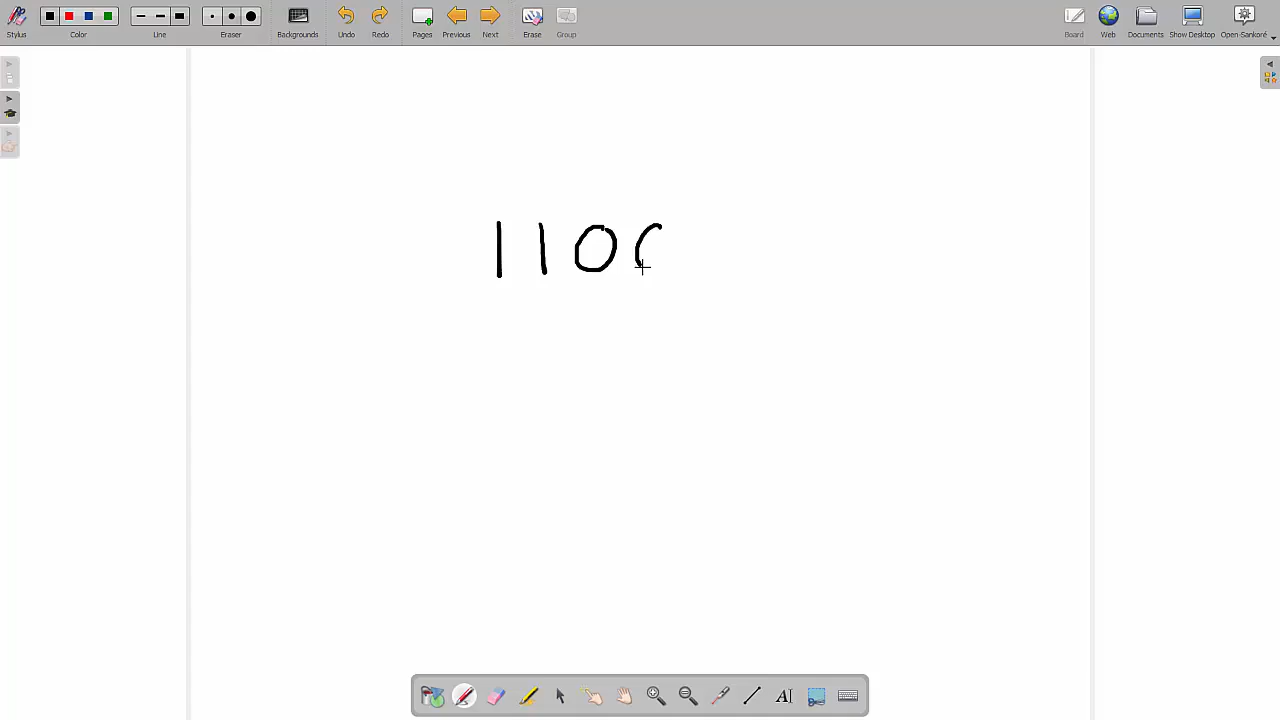 Stylus Color Line Eraser Backgrounds Undo Redo Pages Previous Next Erase Group Board Web Documents Show Desktop Open-Sankoré
110
AI